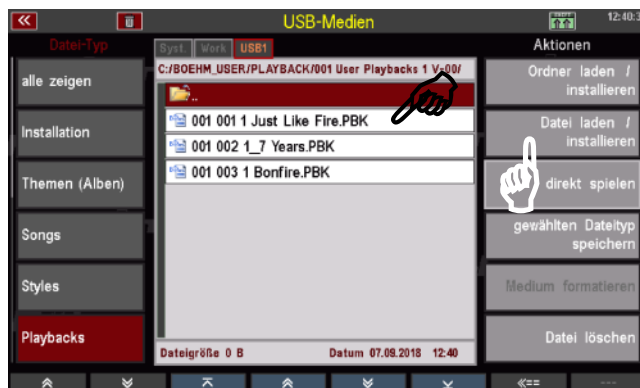 USB-Medien
12:40:3
Datei-Typ
Syst. Work USB1
Aktionen
C:/BOEHM_USER/PLAYBACK/001 User Playbacks 1 V=00/
alle zeigen
..
Ordner laden /
installieren
001 001 1 Just Like Fire.PBK
Installation
Datei laden /
installieren
001 002 1_7 Years.PBK
001 003 1 Bonfire.PBK
Themen (Alben)
direkt spielen
Songs
gewählten Dateityp
speichern
Styles
Medium formatieren
Playbacks
Datei löschen
Dateigröße 0 B Datum 07.09.2018 12:40
«== ---